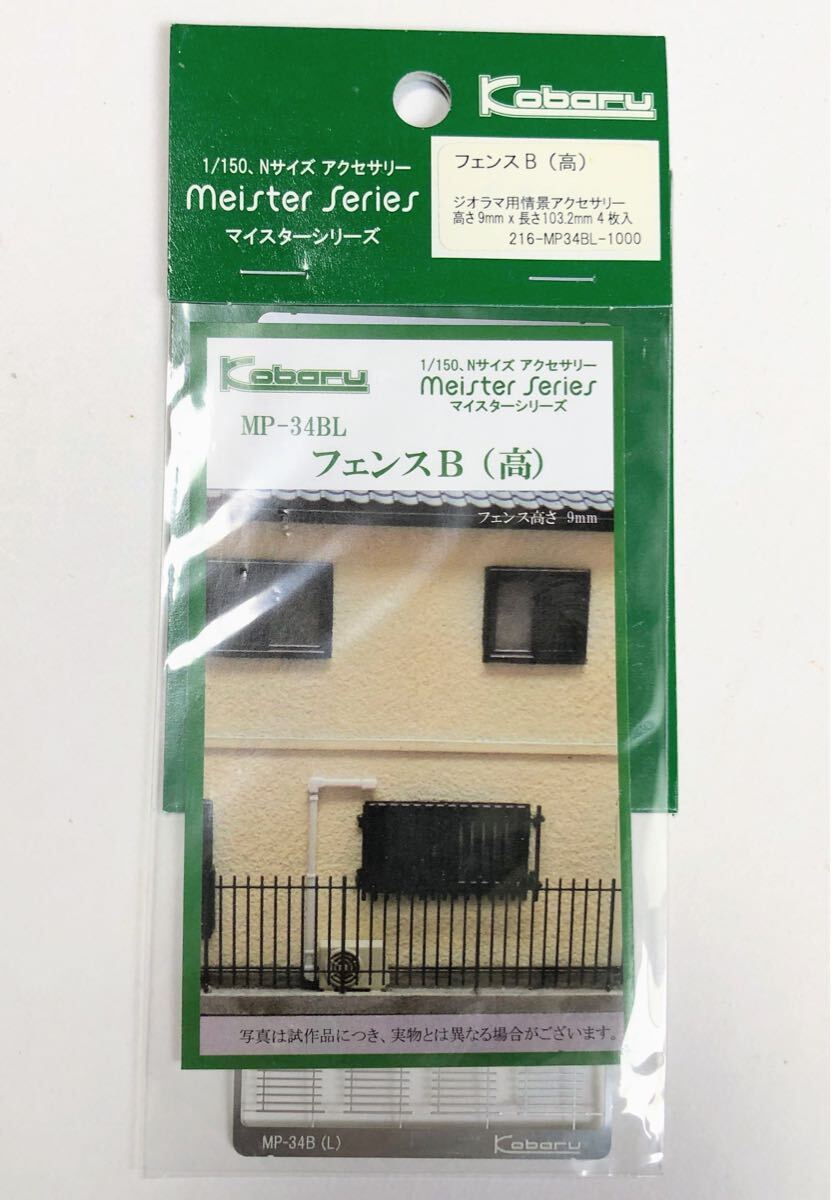 Kobaru
1/150、Nサイズ アクセサリー
Meister Series
マイスターシリーズ
フェンスB（高）
ジオラマ用情景アクセサリー
高さ9mm x 長さ103.2mm 4枚入
216-MP34BL-1000
Kobaru
1/150、Nサイズ アクセサリー
Meister Series
マイスターシリーズ
MP-34BL
フェンスB（高）
フェンス高さ 9mm
写真は試作品につき、実物とは異なる場合がございます。
MP-34B (L)
Kobaru